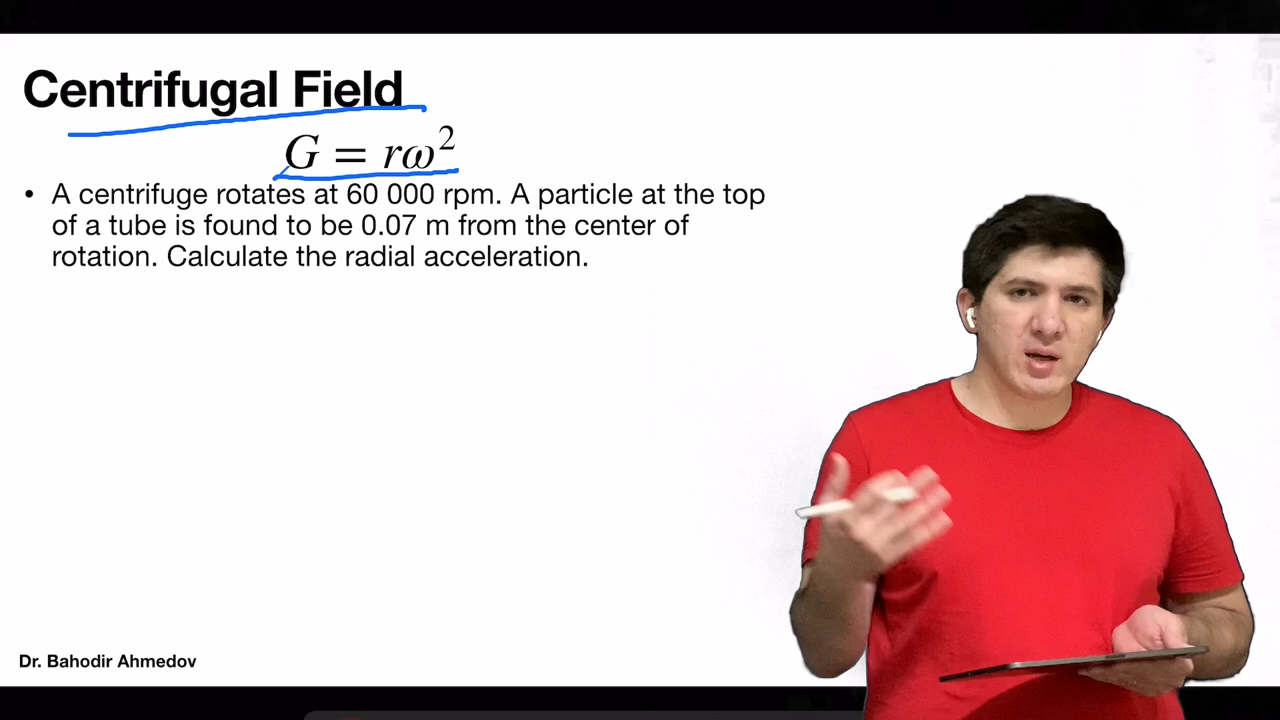 Centrifugal Field
G = rω²
• A centrifuge rotates at 60 000 rpm. A particle at the top
of a tube is found to be 0.07 m from the center of
rotation. Calculate the radial acceleration.
Dr. Bahodir Ahmedov